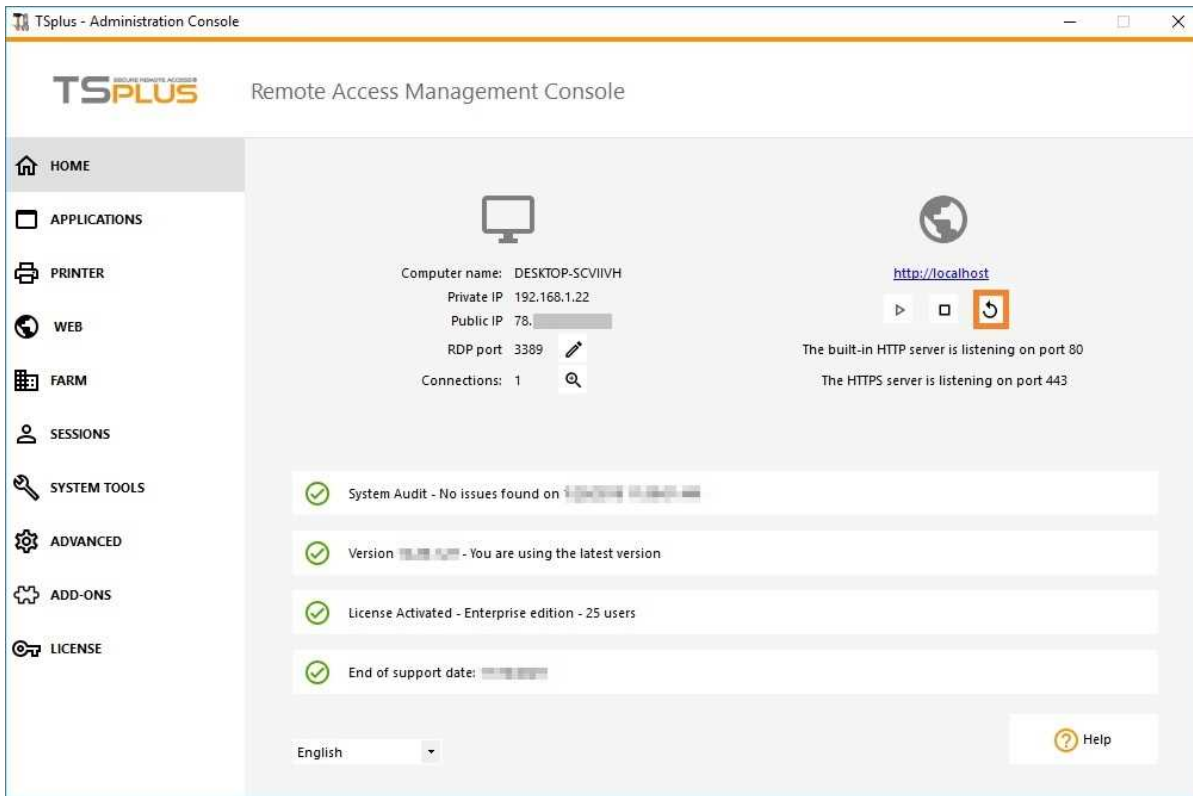 TSplus - Administration Console
TSPLUS SECURE REMOTE ACCESS
Remote Access Management Console
HOME
APPLICATIONS
PRINTER
WEB
FARM
SESSIONS
SYSTEM TOOLS
ADVANCED
ADD-ONS
LICENSE
Computer name: DESKTOP-SCVIIVH
Private IP 192.168.1.22
Public IP 78.
RDP port 3389
Connections: 1
http://localhost
The built-in HTTP server is listening on port 80
The HTTPS server is listening on port 443
System Audit - No issues found on
Version - You are using the latest version
License Activated - Enterprise edition - 25 users
End of support date:
English
Help